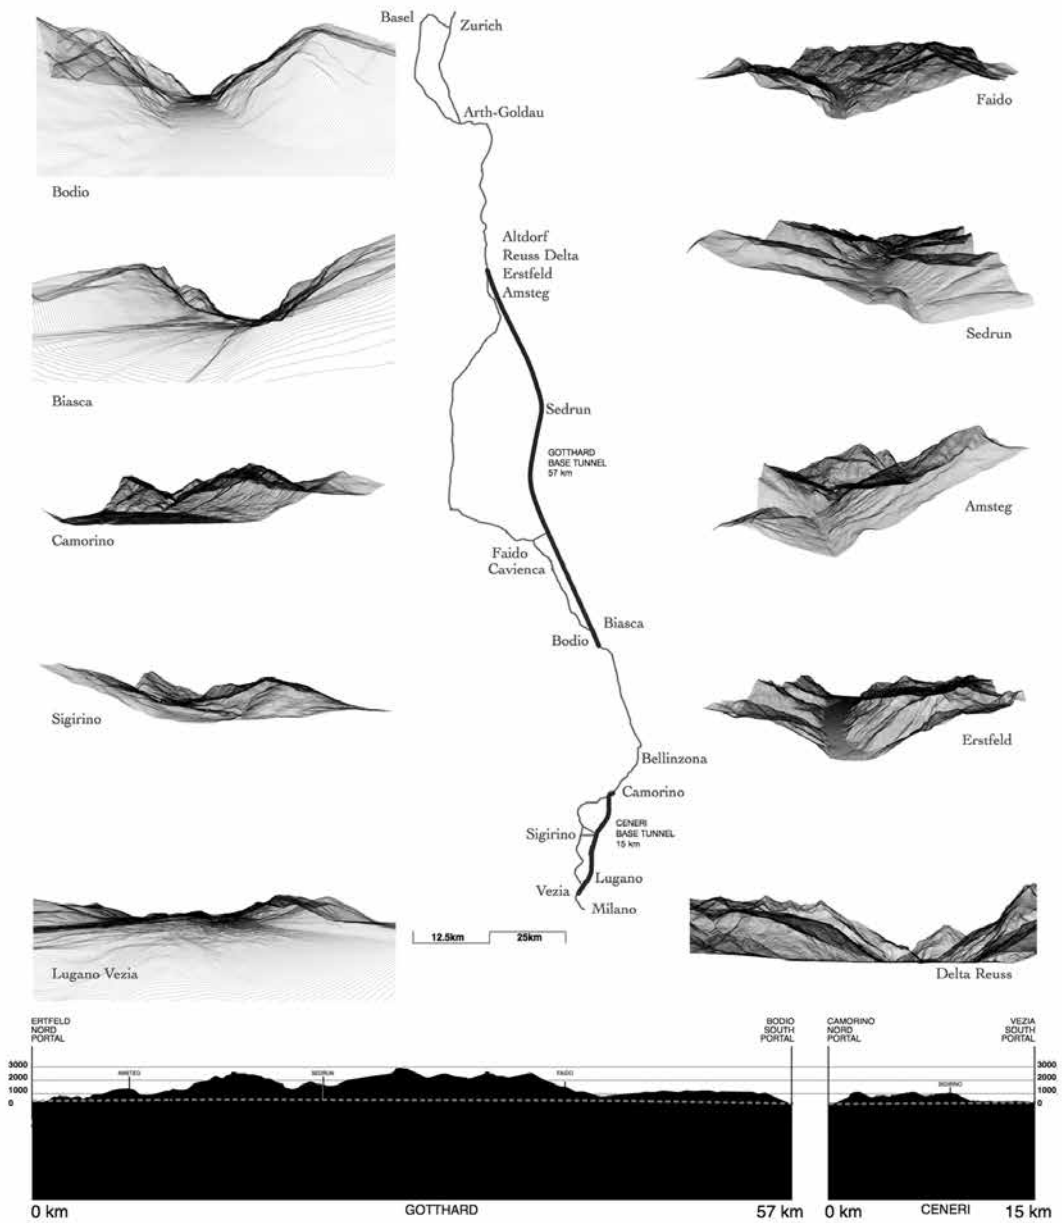 Basel
Zurich
Arth-Goldau
Faido
Bodio
Altdorf
Reuss Delta
Erstfeld
Amsteg
Sedrun
Biasca
Sedrun
GOTTHARD
BASE TUNNEL
57 km
Amsteg
Camorino
Faido
Cavienca
Biasca
Bodio
Sigirino
Erstfeld
Bellinzona
Camorino
CENERI
BASE TUNNEL
15 km
Sigirino
Lugano
Vezia
Milano
12.5km
25km
Lugano Vezia
Delta Reuss
ERTFELD
NORD
PORTAL
BODIO
SOUTH
PORTAL
CAMORINO
NORD
PORTAL
VEZIA
SOUTH
PORTAL
3000
2000
1000
0
AMSTEG
SEDRUN
FAIDO
SIGIRINO
3000
2000
1000
0
0 km
GOTTHARD
57 km
0 km
CENERI
15 km